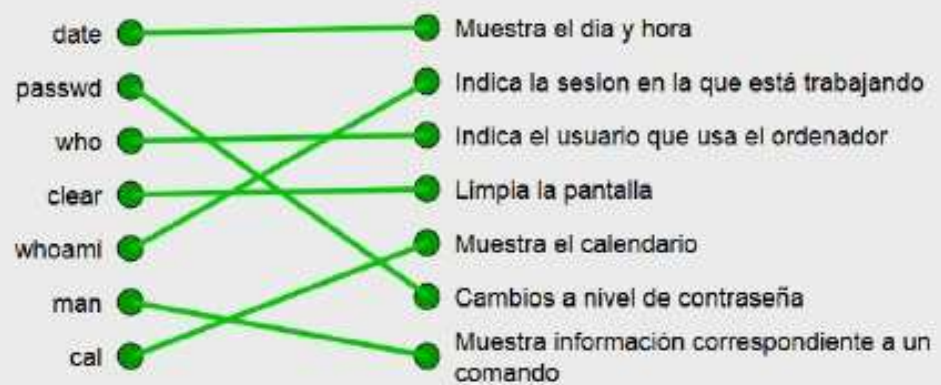 date
passwd
who
clear
whoami
man
cal
Muestra el dia y hora
Indica la sesion en la que está trabajando
Indica el usuario que usa el ordenador
Limpia la pantalla
Muestra el calendario
Cambios a nivel de contraseña
Muestra información correspondiente a un
comando